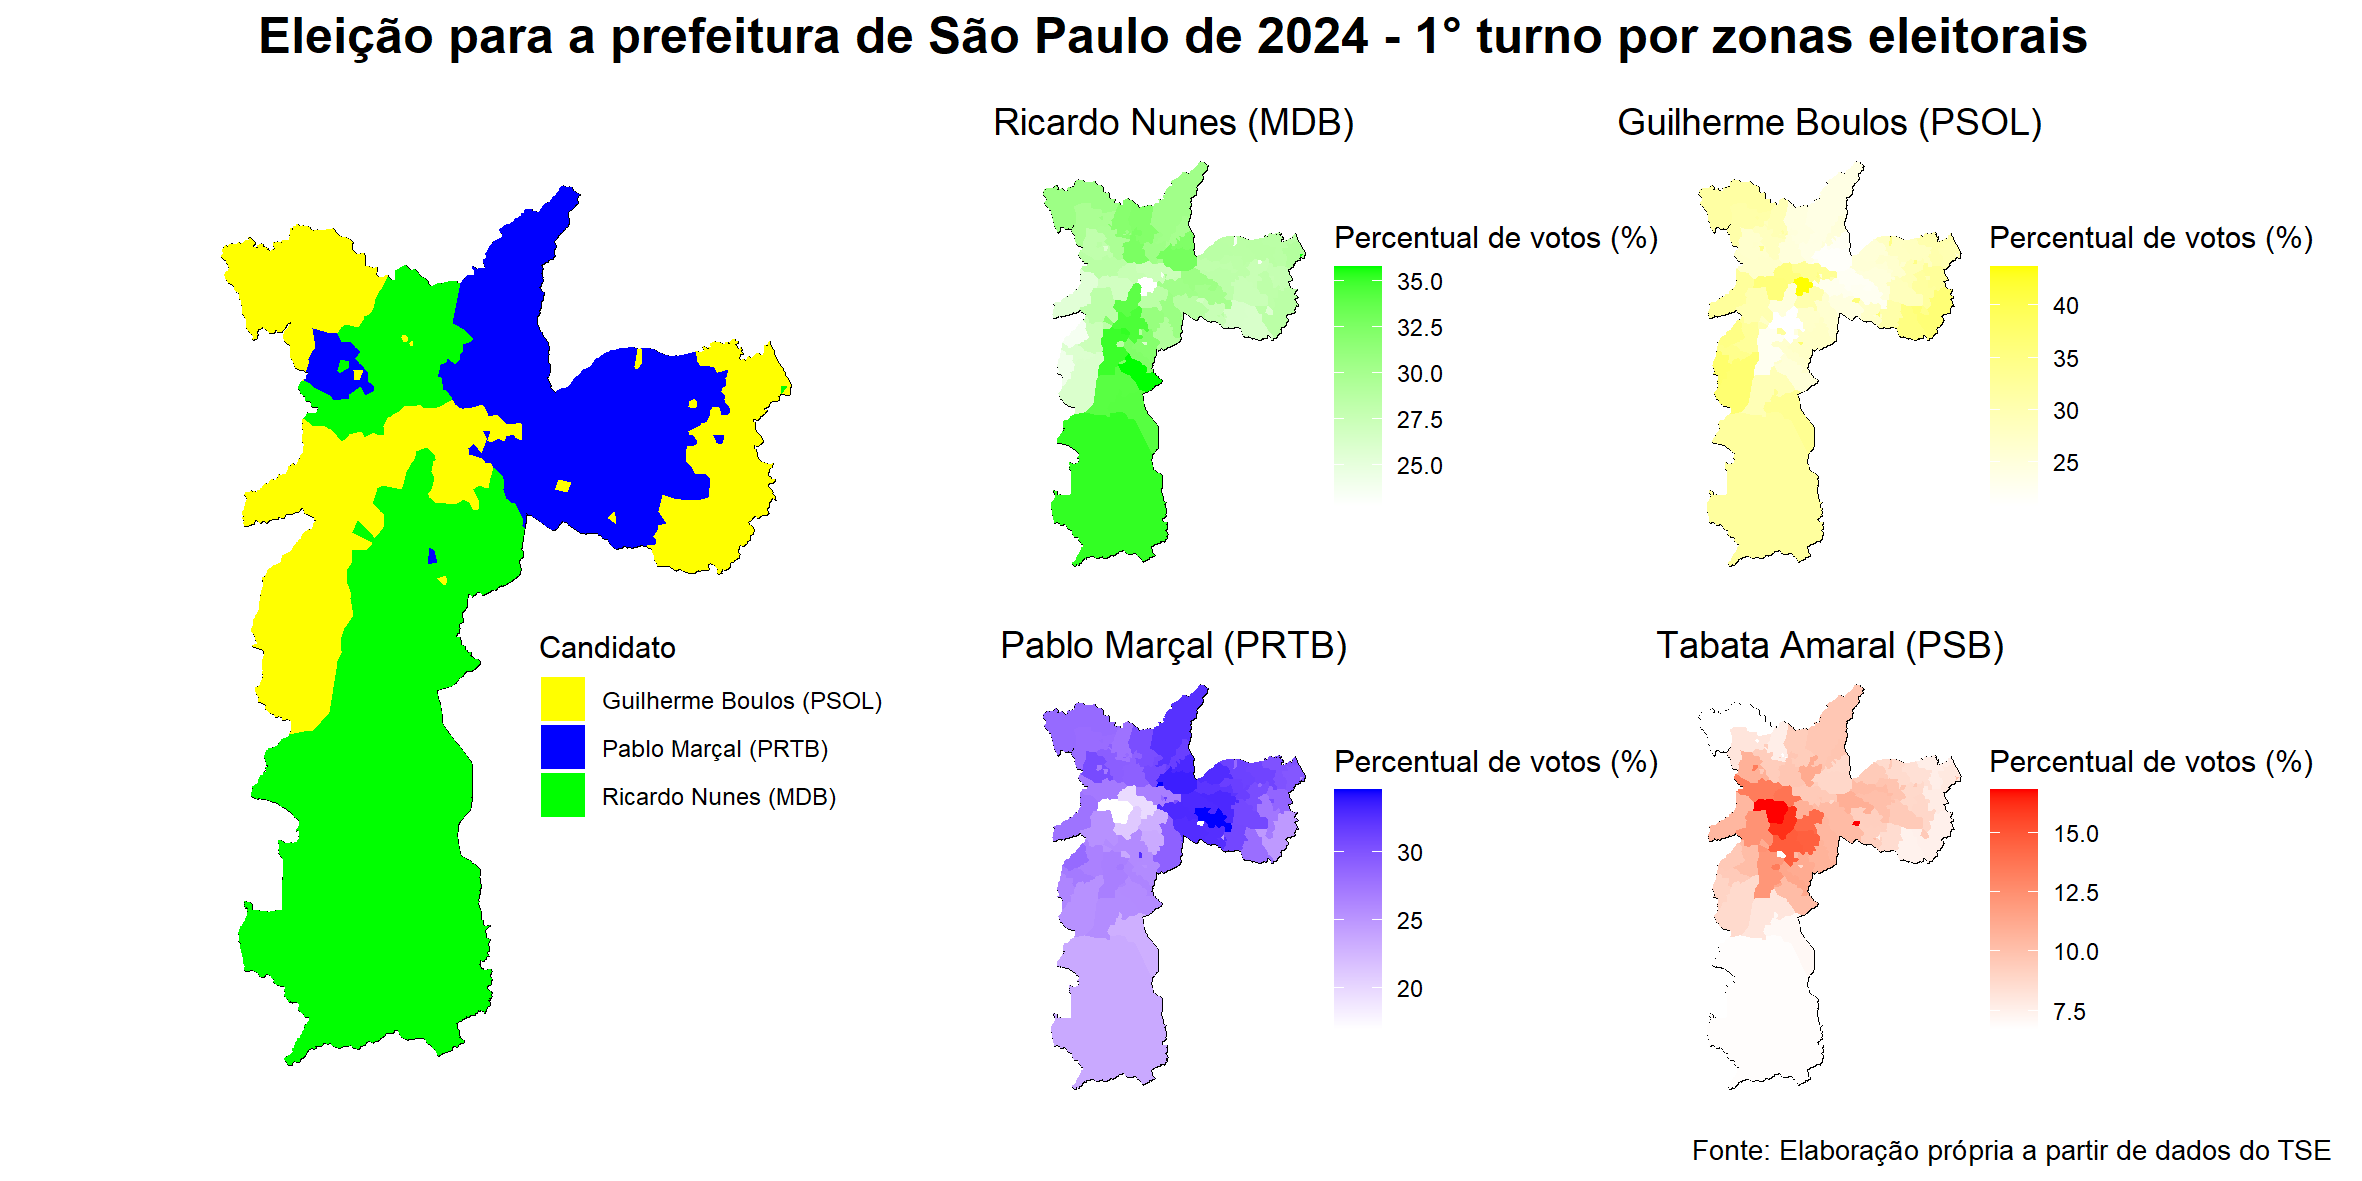 Eleição para a prefeitura de São Paulo de 2024 - 1° turno por zonas eleitorais
Candidato
Guilherme Boulos (PSOL)
Pablo Marçal (PRTB)
Ricardo Nunes (MDB)
Ricardo Nunes (MDB)
Percentual de votos (%)
35.0
32.5
30.0
27.5
25.0
Guilherme Boulos (PSOL)
Percentual de votos (%)
40
35
30
25
Pablo Marçal (PRTB)
Percentual de votos (%)
30
25
20
Tabata Amaral (PSB)
Percentual de votos (%)
15.0
12.5
10.0
7.5
Fonte: Elaboração própria a partir de dados do TSE